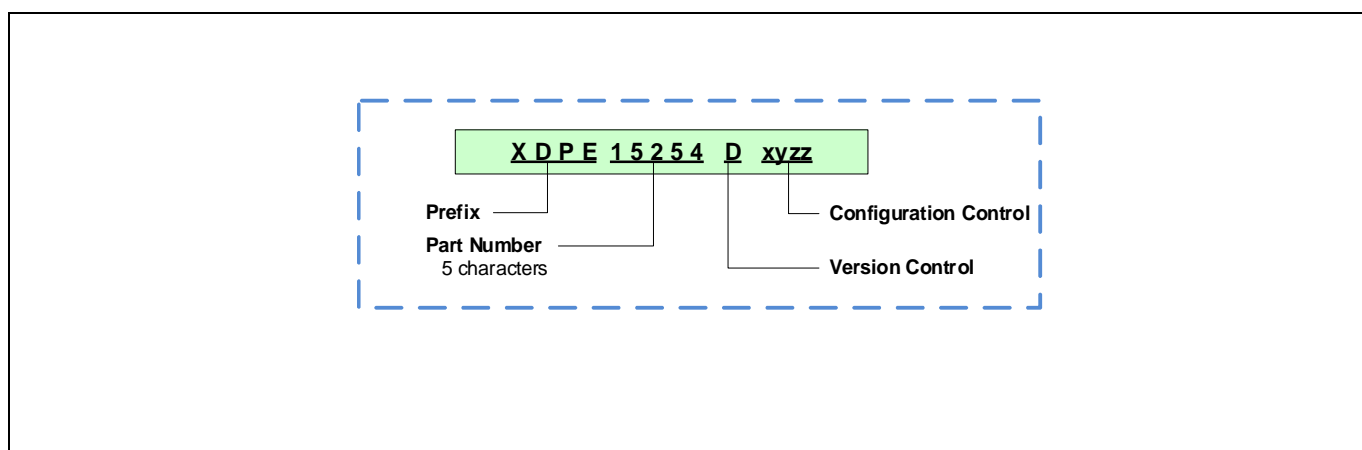 X D P E 1 5 2 5 4 D xyzz
Prefix
Configuration Control
Part Number
5 characters
Version Control